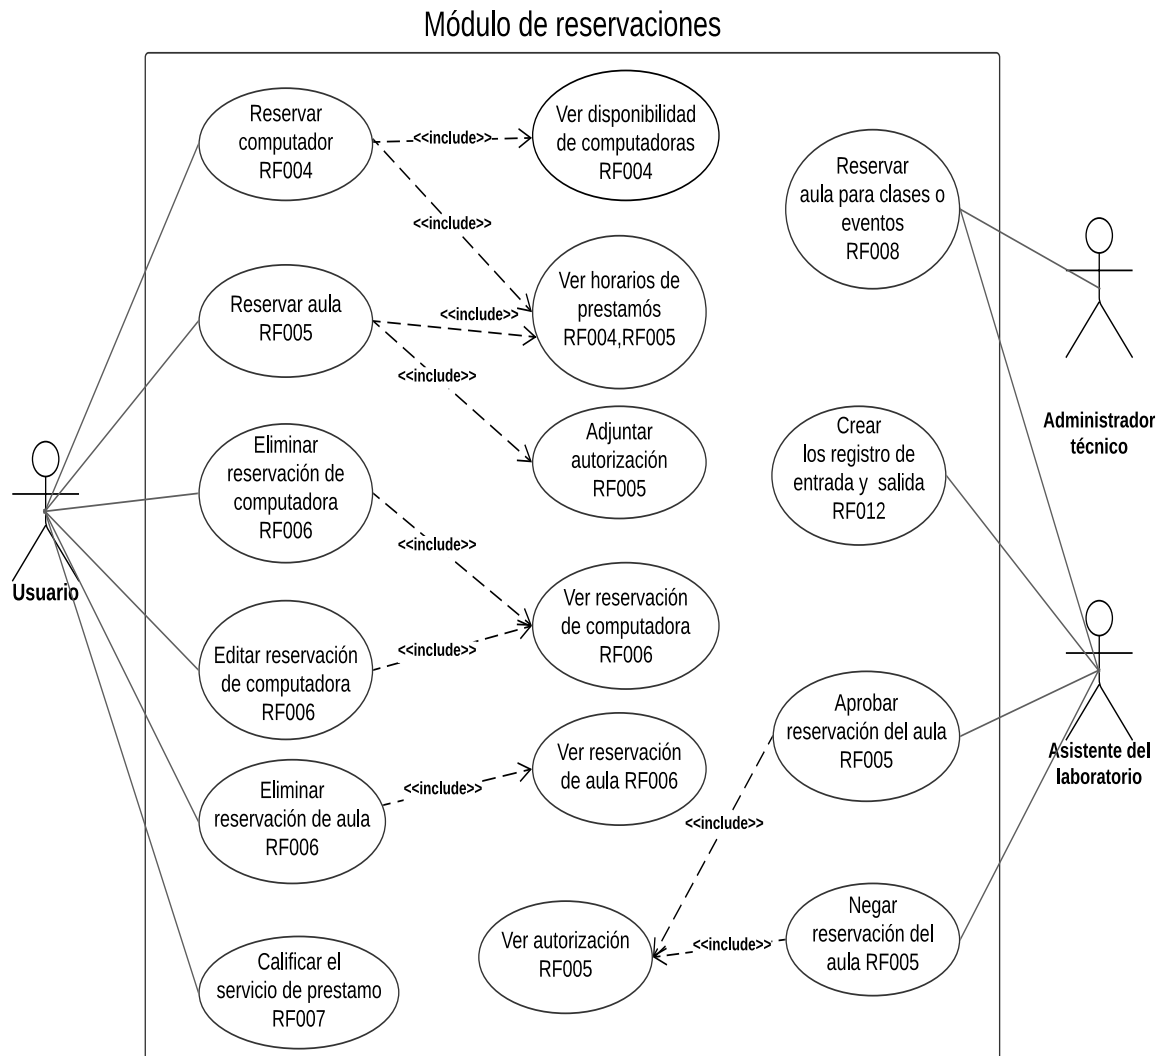 Módulo de reservaciones
Reservar
computador
RF004
<<include>>
Ver disponibilidad
de computadoras
RF004
<<include>>
Reservar
aula para clases o
eventos
RF008
Reservar aula
RF005
<<include>>
Ver horarios de
prestamós
RF004,RF005
<<include>>
Adjuntar
autorización
RF005
Administrador
técnico
Crear
los registro de
entrada y salida
RF012
Eliminar
reservación de
computadora
RF006
<<include>>
Usuario
Ver reservación
de computadora
RF006
Editar reservación
de computadora
RF006
<<include>>
Aprobar
reservación del aula
RF005
Asistente del
laboratorio
Eliminar
reservación de aula
RF006
<<include>>
Ver reservación
de aula RF006
<<include>>
Ver autorización
RF005
<<include>>
Negar
reservación del
aula RF005
Calificar el
servicio de prestamo
RF007